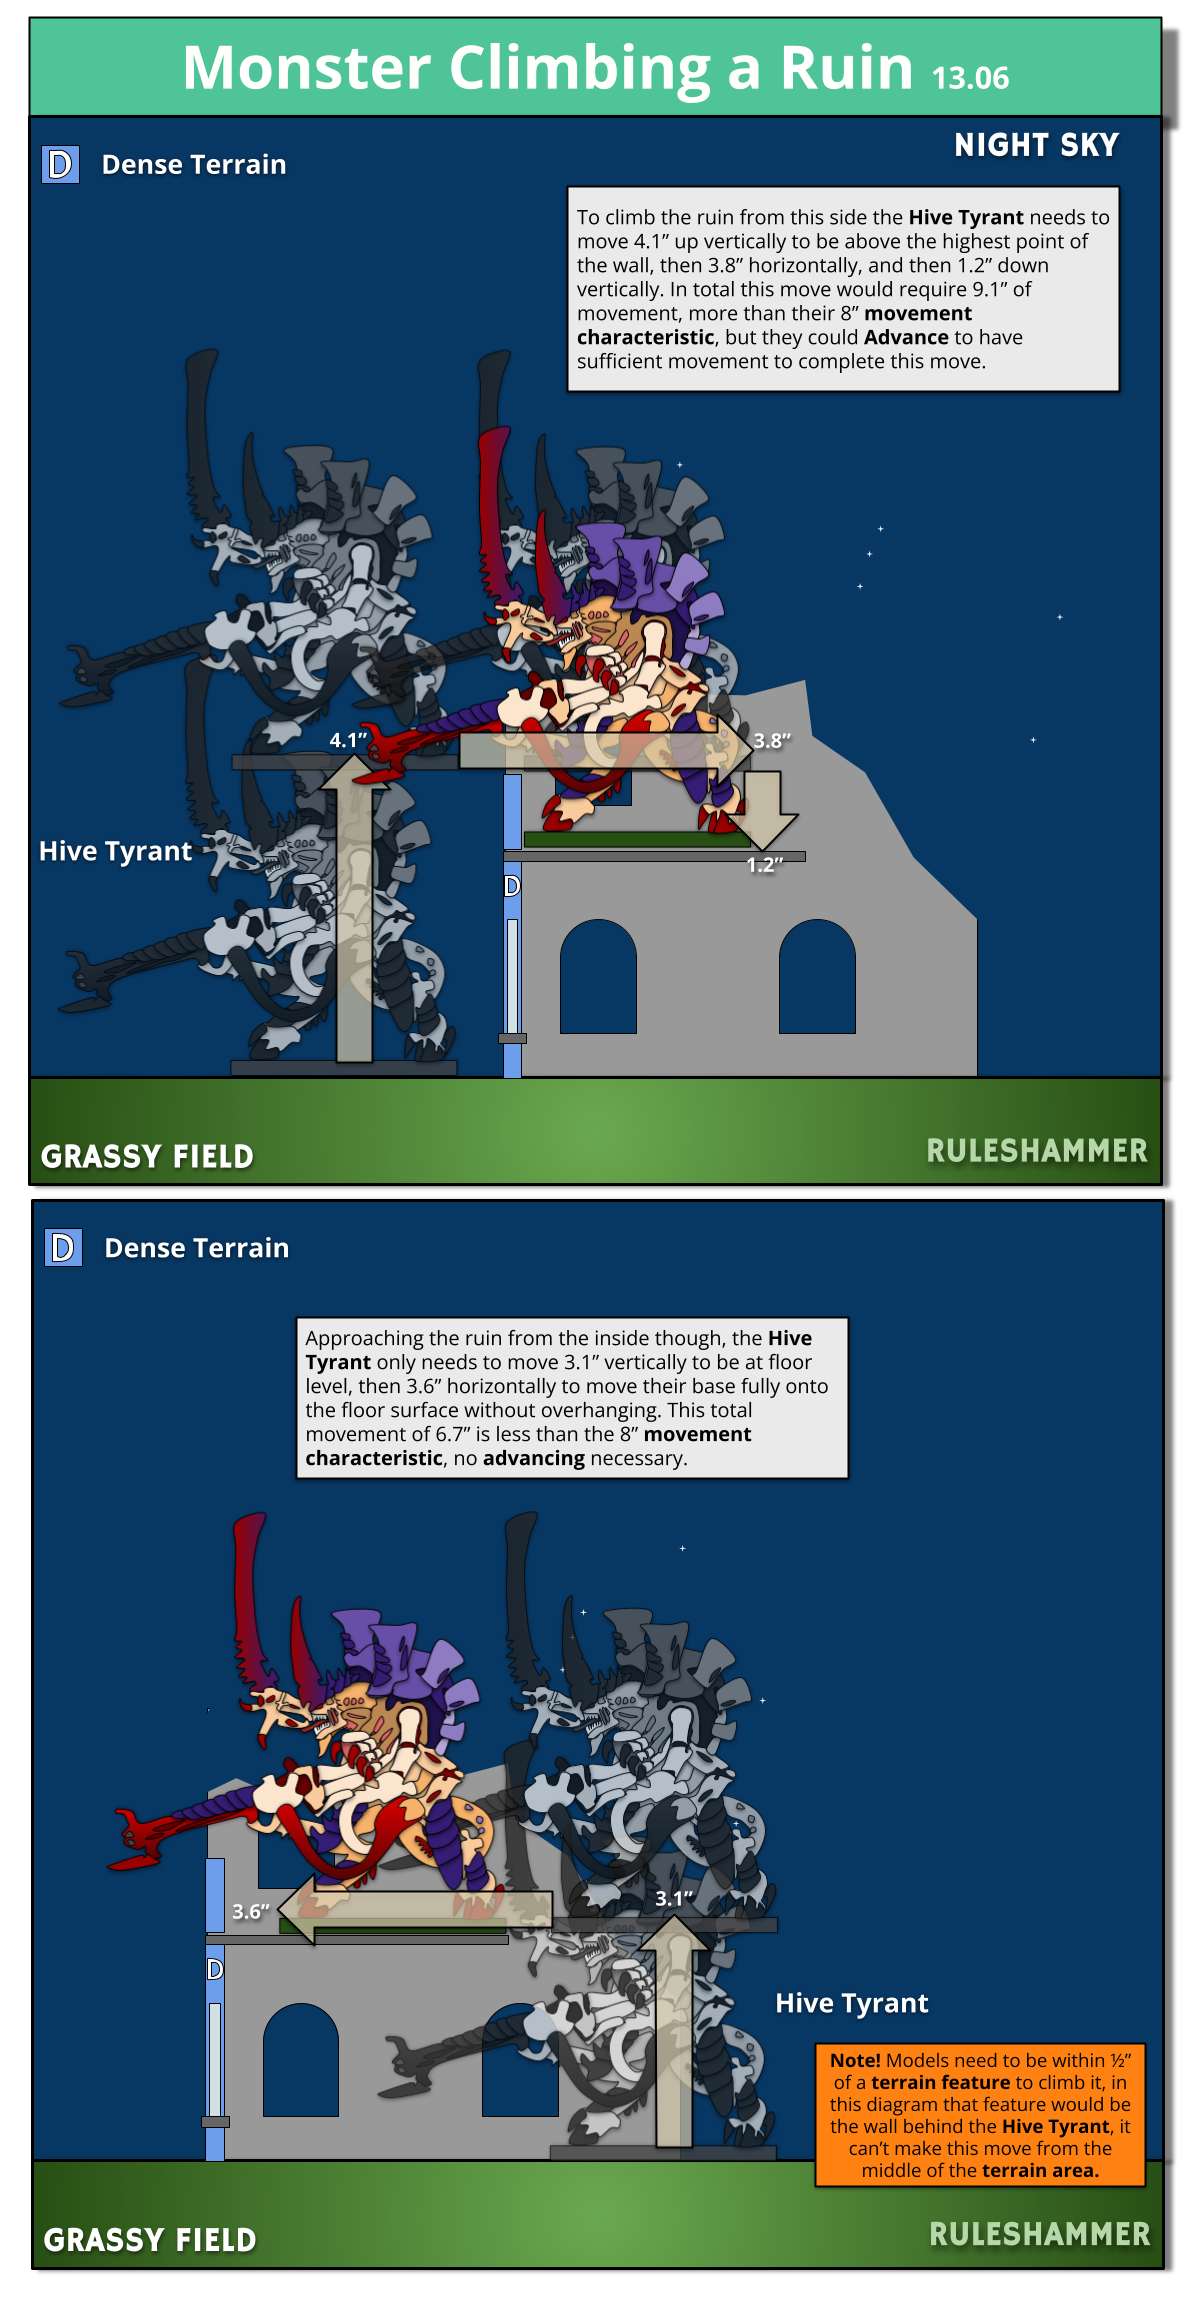 Monster Climbing a Ruin 13.06
D Dense Terrain
NIGHT SKY
To climb the ruin from this side the Hive Tyrant needs to
move 4.1” up vertically to be above the highest point of
the wall, then 3.8” horizontally, and then 1.2” down
vertically. In total this move would require 9.1” of
movement, more than their 8” movement
characteristic, but they could Advance to have
sufficient movement to complete this move.
4.1”
3.8”
Hive Tyrant
1.2”
D
GRASSY FIELD
RULESHAMMER
D Dense Terrain
Approaching the ruin from the inside though, the Hive
Tyrant only needs to move 3.1” vertically to be at floor
level, then 3.6” horizontally to move their base fully onto
the floor surface without overhanging. This total
movement of 6.7” is less than the 8” movement
characteristic, no advancing necessary.
3.6”
3.1”
D
Hive Tyrant
Note! Models need to be within ½”
of a terrain feature to climb it, in
this diagram that feature would be
the wall behind the Hive Tyrant, it
can’t make this move from the
middle of the terrain area.
GRASSY FIELD
RULESHAMMER